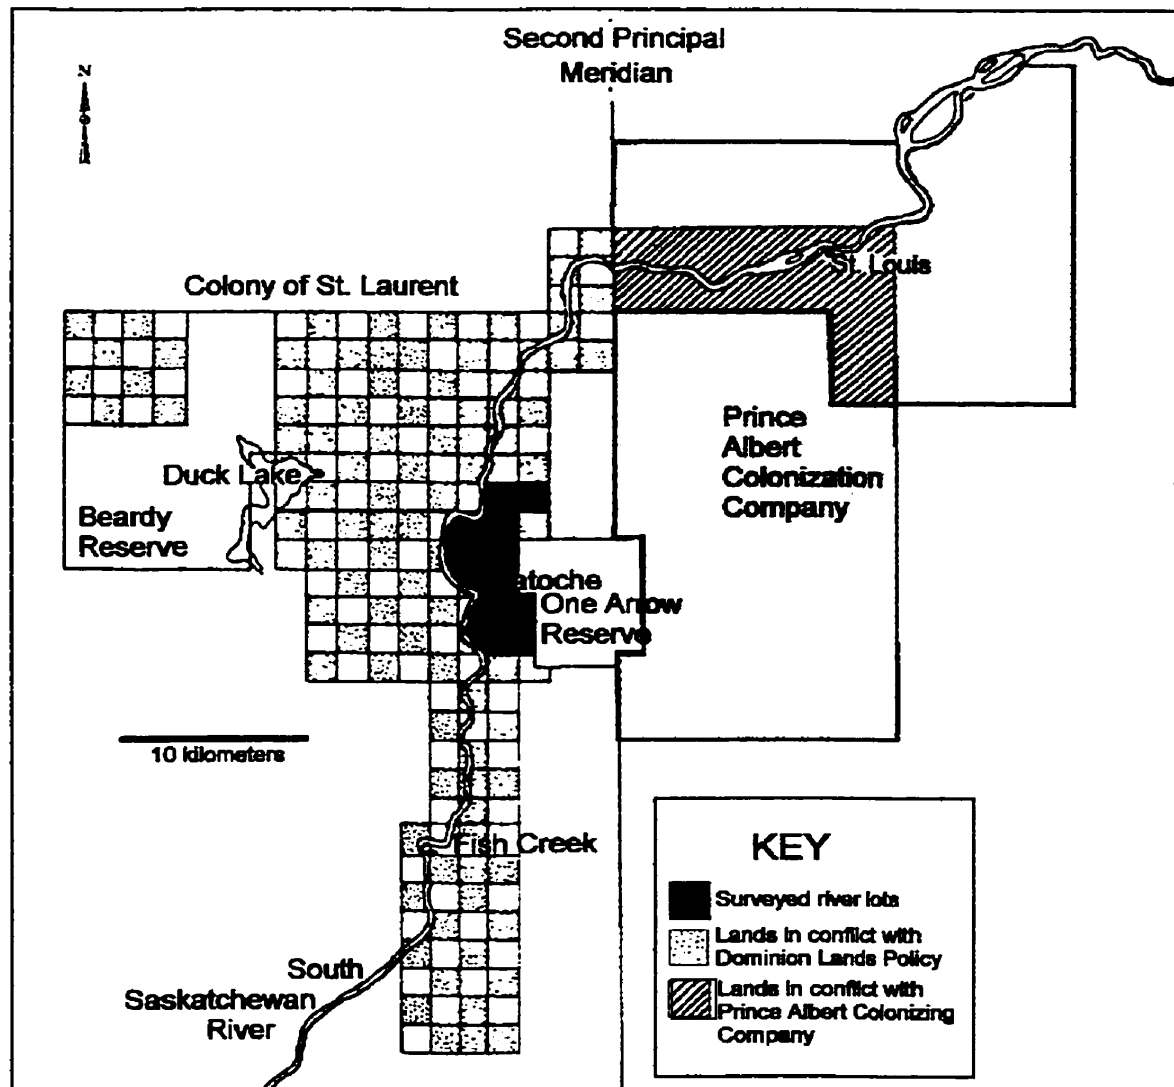 Second Principal
Meridian
N
Colony of St. Laurent
St. Louis
Prince
Albert
Colonization
Company
Duck Lake
Beardy
Reserve
atoche
One Arrow
Reserve
10 kilometers
Fish Creek
South
Saskatchewan
River
KEY
Surveyed river lots
Lands in conflict with
Dominion Lands Policy
Lands in conflict with
Prince Albert Colonizing
Company